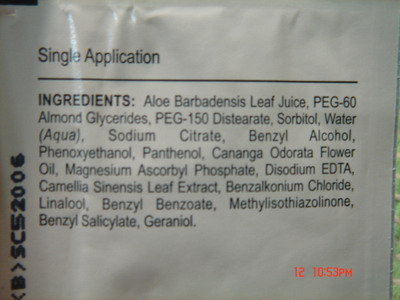 Single Application
INGREDIENTS: Aloe Barbadensis Leaf Juice, PEG-60
Almond Glycerides, PEG-150 Distearate, Sorbitol, Water
(Aqua), Sodium Citrate, Benzyl Alcohol,
Phenoxyethanol, Panthenol, Cananga Odorata Flower
Oil, Magnesium Ascorbyl Phosphate, Disodium EDTA,
Camellia Sinensis Leaf Extract, Benzalkonium Chloride,
Linalool, Benzyl Benzoate, Methylisothiazolinone,
Benzyl Salicylate, Geraniol.
<B>SC52006
12 10:53PM